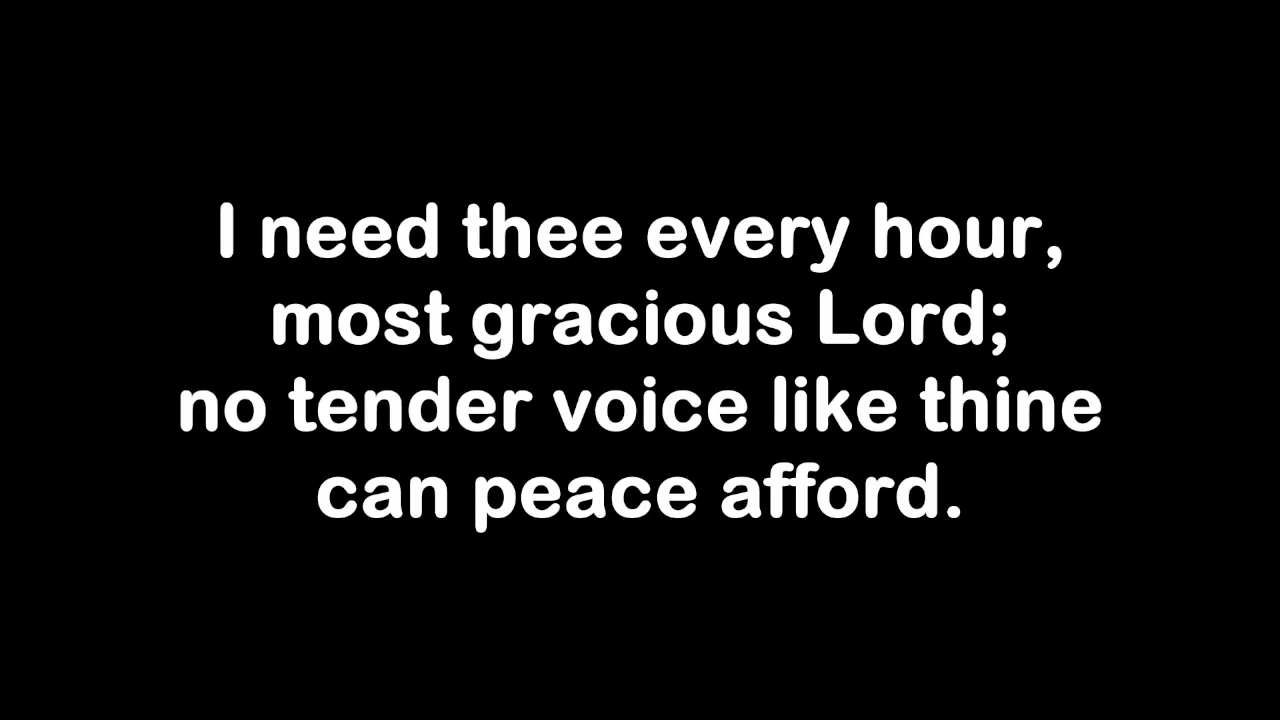 I need thee every hour,
most gracious Lord;
no tender voice like thine
can peace afford.